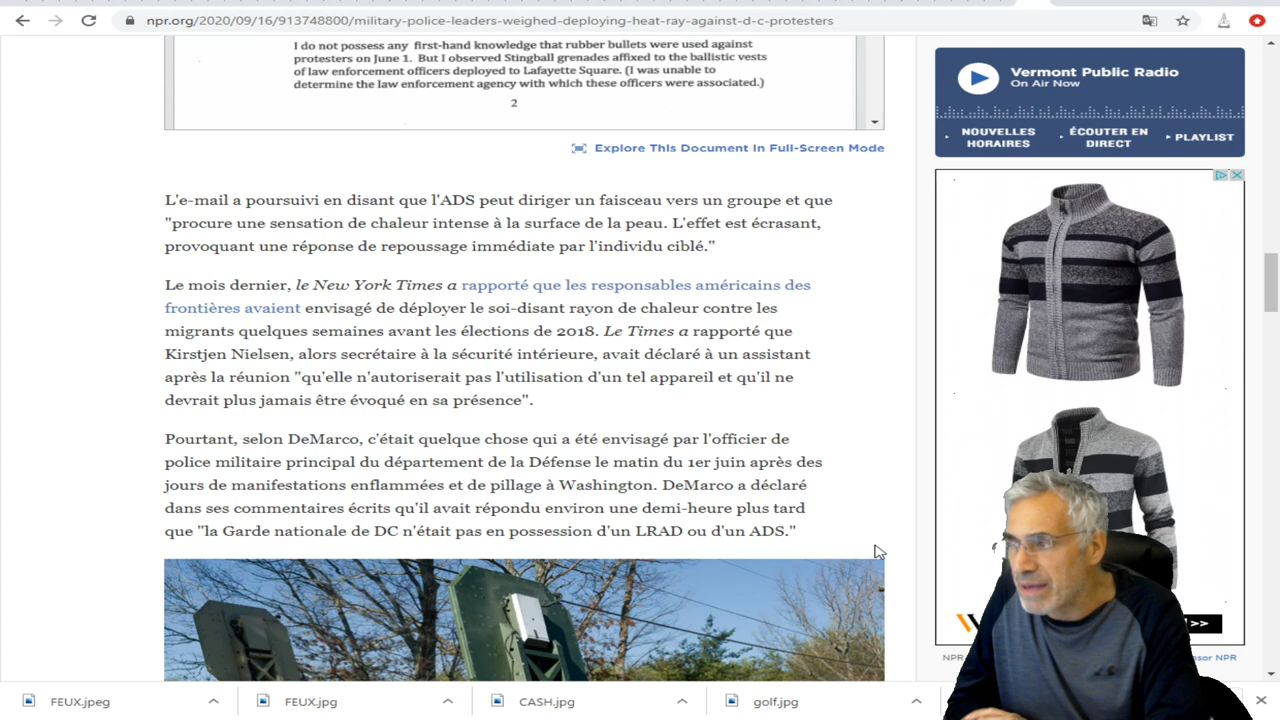 npr.org/2020/09/16/913748800/military-police-leaders-weighed-deploying-heat-ray-against-d-c-protesters
I do not possess any first-hand knowledge that rubber bullets were used against
protesters on June 1. But I observed Stingball grenades affixed to the ballistic vests
of law enforcement officers deployed to Lafayette Square. (I was unable to
determine the law enforcement agency with which these officers were associated.)
2
Explore This Document In Full-Screen Mode
L'e-mail a poursuivi en disant que l'ADS peut diriger un faisceau vers un groupe et que
"procure une sensation de chaleur intense à la surface de la peau. L'effet est écrasant,
provoquant une réponse de repoussage immédiate par l'individu ciblé."
Le mois dernier, le New York Times a rapporté que les responsables américains des
frontières avaient envisagé de déployer le soi-disant rayon de chaleur contre les
migrants quelques semaines avant les élections de 2018. Le Times a rapporté que
Kirstjen Nielsen, alors secrétaire à la sécurité intérieure, avait déclaré à un assistant
après la réunion "qu'elle n'autoriserait pas l'utilisation d'un tel appareil et qu'il ne
devrait plus jamais être évoqué en sa présence".
Pourtant, selon DeMarco, c'était quelque chose qui a été envisagé par l'officier de
police militaire principal du département de la Défense le matin du 1er juin après des
jours de manifestations enflammées et de pillage à Washington. DeMarco a déclaré
dans ses commentaires écrits qu'il avait répondu environ une demi-heure plus tard
que "la Garde nationale de DC n'était pas en possession d'un LRAD ou d'un ADS."
Vermont Public Radio
On Air Now
NOUVELLES
HORAIRES
ÉCOUTER EN
DIRECT
PLAYLIST
>>
NPR
sor NPR
FEUX.jpeg
FEUX.jpg
CASH.jpg
golf.jpg